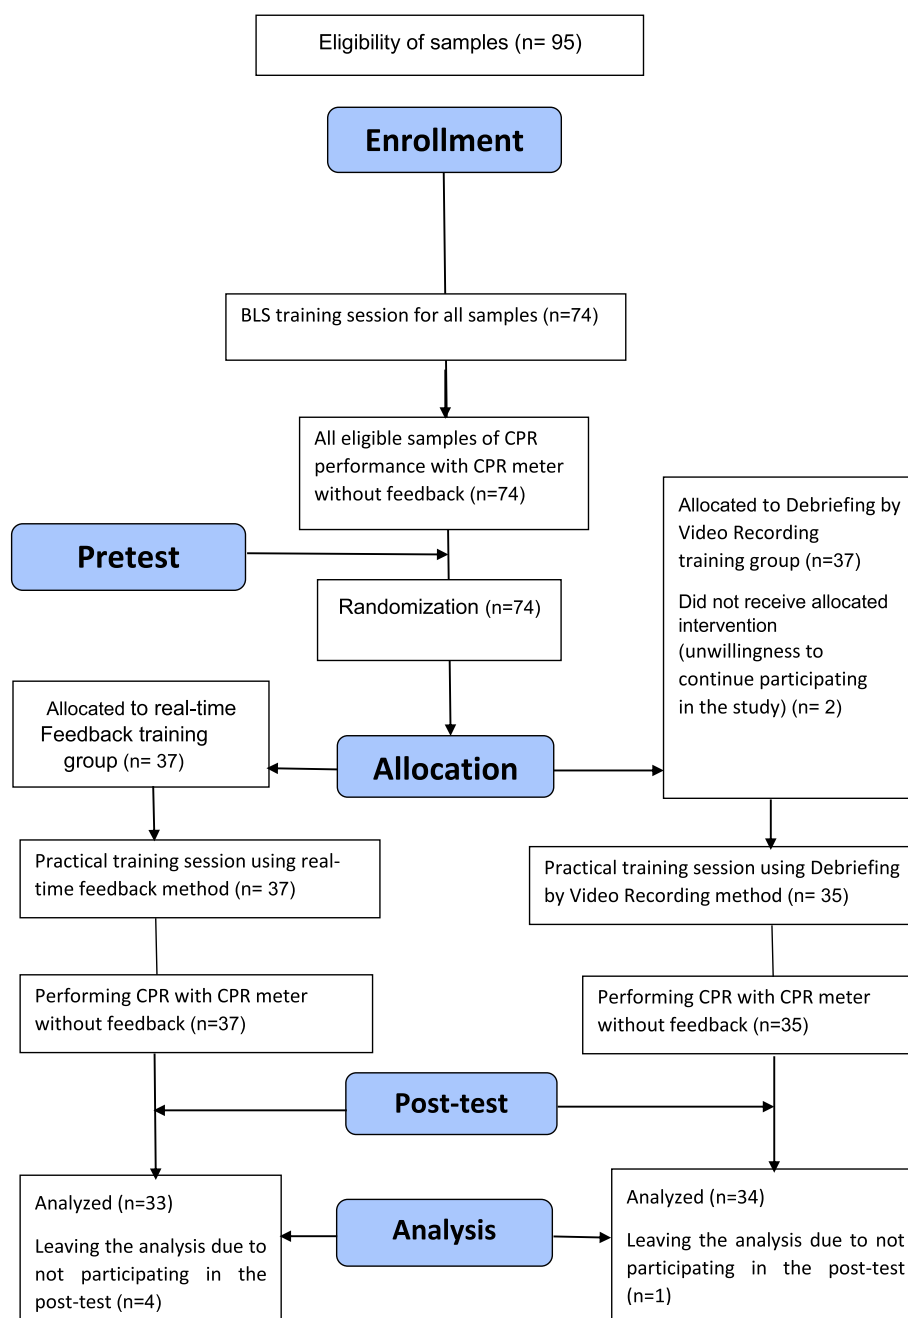 Eligibility of samples (n= 95)
Enrollment
BLS training session for all samples (n=74)
All eligible samples of CPR
performance with CPR meter
without feedback (n=74)
Pretest
Randomization (n=74)
Allocated to Debriefing by
Video Recording
training group (n=37)
Did not receive allocated
intervention
(unwillingness to
continue participating
in the study) (n= 2)
Allocated to real-time
Feedback training
group (n= 37)
Allocation
Practical training session using real-
time feedback method (n= 37)
Practical training session using Debriefing
by Video Recording method (n= 35)
Performing CPR with CPR meter
without feedback (n=37)
Performing CPR with CPR meter
without feedback (n=35)
Post-test
Analyzed (n=33)
Leaving the analysis due to
not participating in the
post-test (n=4)
Analysis
Analyzed (n=34)
Leaving the analysis due to not
participating in the post-test
(n=1)